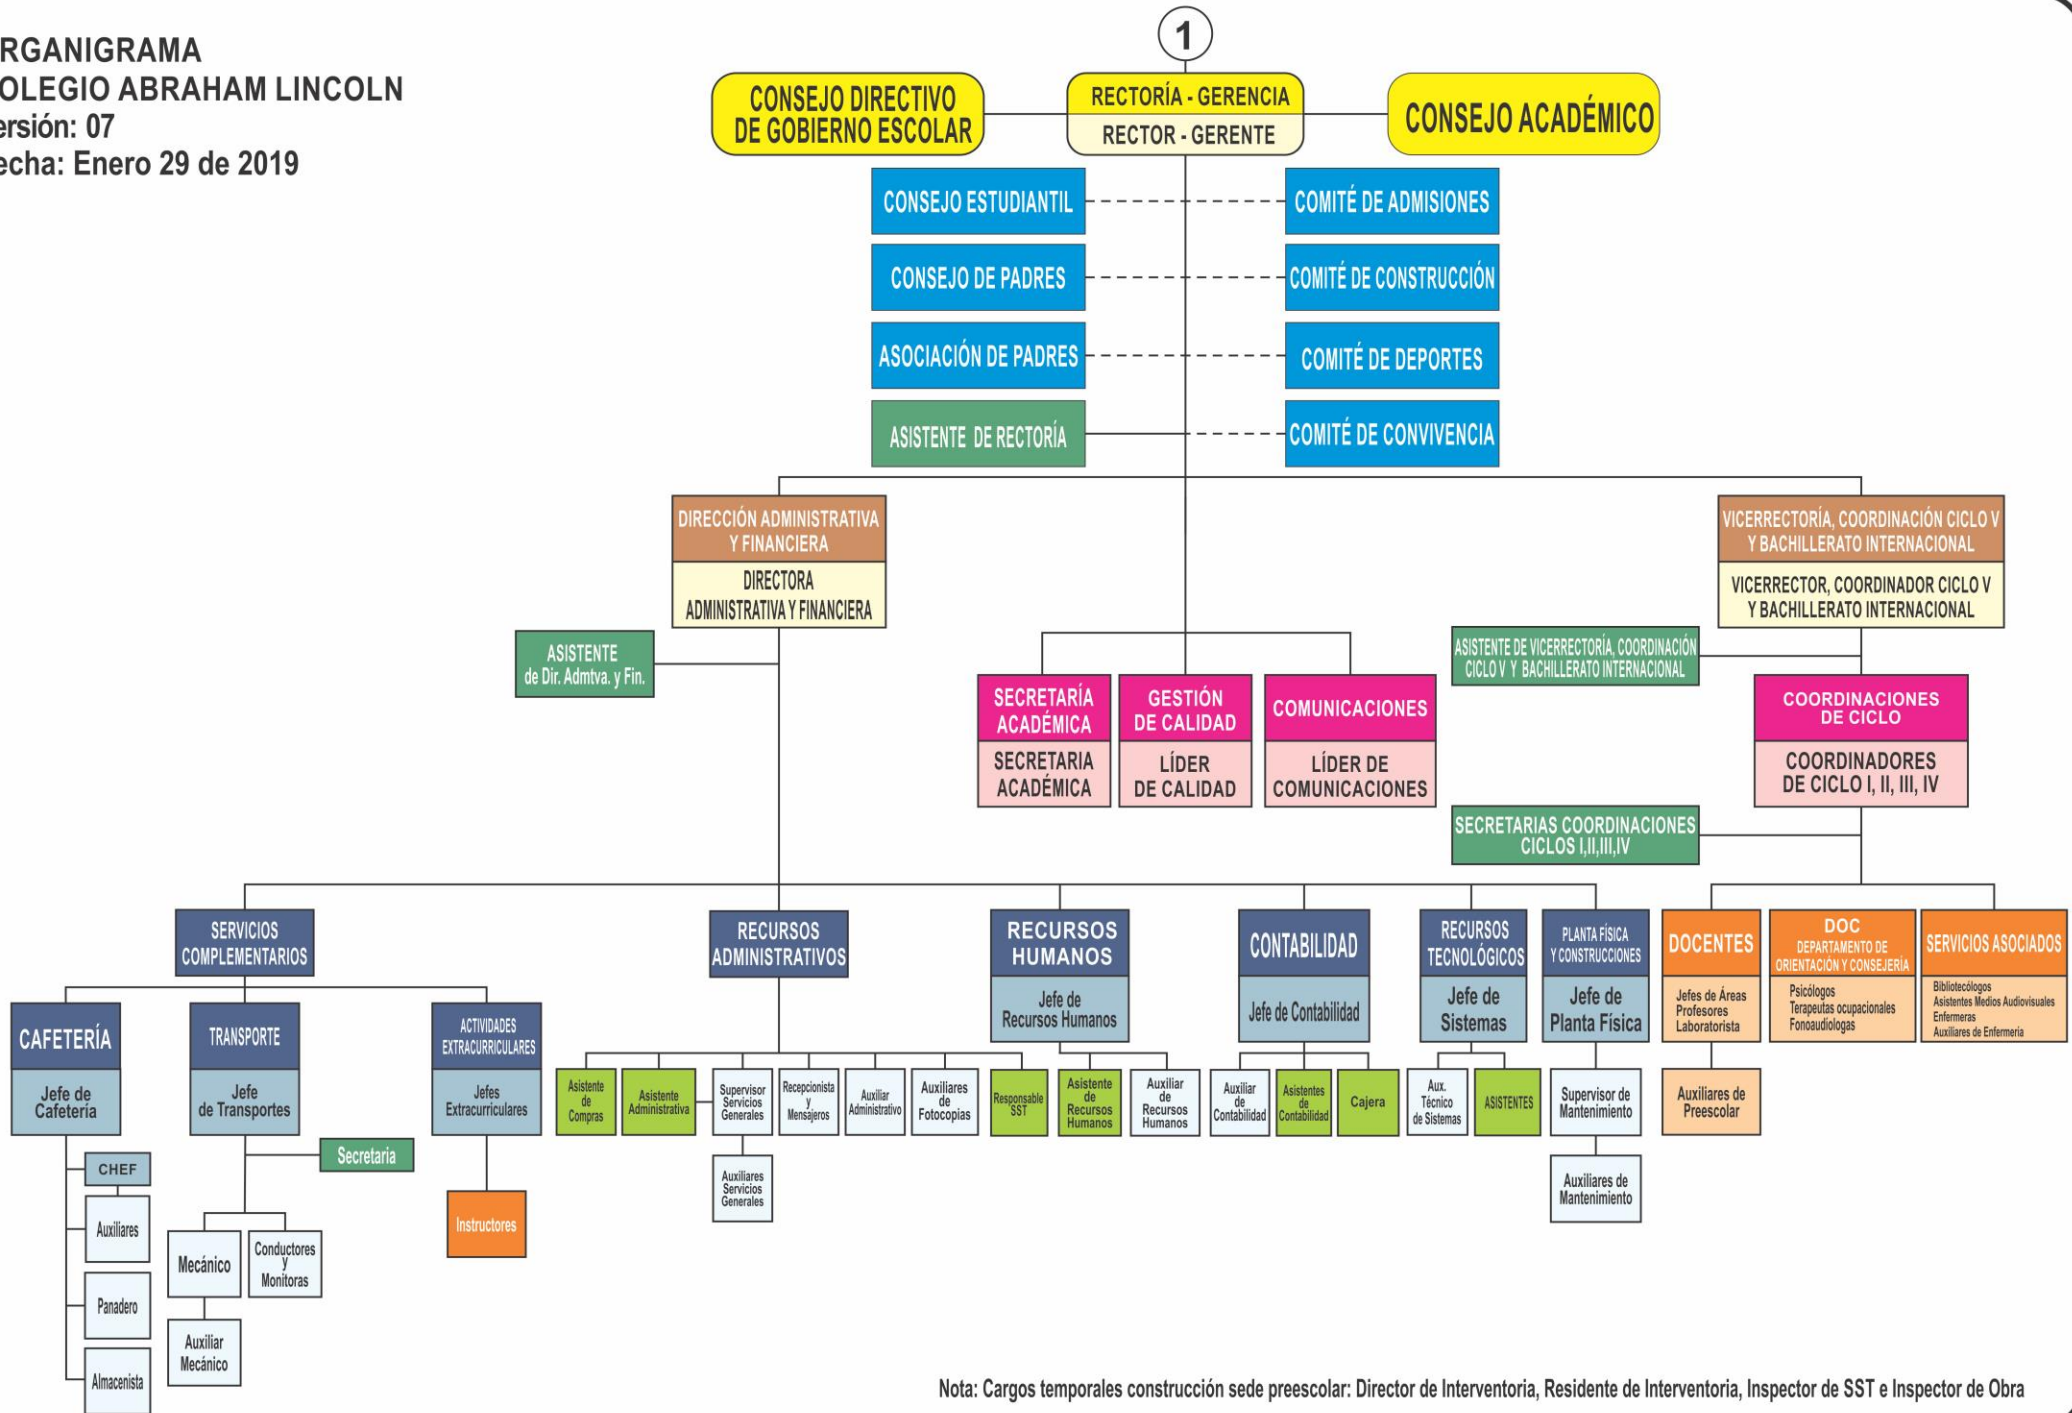 RGANIGRAMA
OLEGIO ABRAHAM LINCOLN
ersión: 07
echa: Enero 29 de 2019
1
CONSEJO DIRECTIVO
DE GOBIERNO ESCOLAR
RECTORÍA - GERENCIA
RECTOR - GERENTE
CONSEJO ACADÉMICO
CONSEJO ESTUDIANTIL
COMITÉ DE ADMISIONES
CONSEJO DE PADRES
COMITÉ DE CONSTRUCCIÓN
ASOCIACIÓN DE PADRES
COMITÉ DE DEPORTES
ASISTENTE DE RECTORÍA
COMITÉ DE CONVIVENCIA
DIRECCIÓN ADMINISTRATIVA
Y FINANCIERA
DIRECTORA
ADMINISTRATIVA Y FINANCIERA
VICERRECTORÍA, COORDINACIÓN CICLO V
Y BACHILLERATO INTERNACIONAL
VICERRECTOR, COORDINADOR CICLO V
Y BACHILLERATO INTERNACIONAL
ASISTENTE
de Dir. Admtva. y Fin.
ASISTENTE DE VICERRECTORÍA, COORDINACIÓN
CICLO V Y BACHILLERATO INTERNACIONAL
SECRETARÍA
ACADÉMICA
SECRETARIA
ACADÉMICA
GESTIÓN
DE CALIDAD
LÍDER
DE CALIDAD
COMUNICACIONES
LÍDER DE
COMUNICACIONES
COORDINACIONES
DE CICLO
COORDINADORES
DE CICLO I, II, III, IV
SECRETARIAS COORDINACIONES
CICLOS I,II,III,IV
SERVICIOS
COMPLEMENTARIOS
RECURSOS
ADMINISTRATIVOS
RECURSOS
HUMANOS
Jefe de
Recursos Humanos
CONTABILIDAD
Jefe de Contabilidad
RECURSOS
TECNOLÓGICOS
Jefe de
Sistemas
PLANTA FÍSICA
Y CONSTRUCCIONES
Jefe de
Planta Física
DOCENTES
Jefes de Áreas
Profesores
Laboratorista
DOC
DEPARTAMENTO DE
ORIENTACIÓN Y CONSEJERÍA
Psicólogos
Terapeutas ocupacionales
Fonoaudiologas
SERVICIOS ASOCIADOS
Bibliotecólogos
Asistentes Medios Audiovisuales
Enfermeras
Auxiliares de Enfermeria
CAFETERÍA
Jefe de
Cafetería
TRANSPORTE
Jefe
de Transportes
ACTIVIDADES
EXTRACURRICULARES
Jefes
Extracurriculares
Asistente
de
Compras
Asistente
Administrativa
Supervisor
Servicios
Generales
Recepcionista
y
Mensajeros
Auxiliar
Administrativo
Auxiliares
de
Fotocopias
Responsable
SST
Asistente
de
Recursos
Humanos
Auxiliar
de
Recursos
Humanos
Auxiliar
de
Contabilidad
Asistentes
de
Contabilidad
Cajera
Aux.
Técnico
de Sistemas
ASISTENTES
Supervisor de
Mantenimiento
Auxiliares de
Preescolar
Secretaria
CHEF
Auxiliares
Panadero
Almacenista
Mecánico
Conductores
y
Monitoras
Auxiliar
Mecánico
Instructores
Auxiliares
Servicios
Generales
Auxiliares de
Mantenimiento
Nota: Cargos temporales construcción sede preescolar: Director de Interventoria, Residente de Interventoria, Inspector de SST e Inspector de Obra